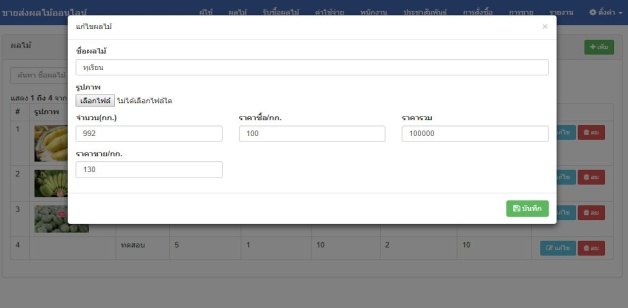 ขายส่งผลไม้ออนไลน์ ผู้ใช้ ผลไม้ รับซื้อผลไม้ ค่าใช้จ่าย พนักงาน ประชาสัมพันธ์ การสั่งซื้อ การขาย รายงาน ตั้งค่า
แก้ไขผลไม้ ×
ผลไม้ + เพิ่ม
ชื่อผลไม้
ทุเรียน
ค้นหา ชื่อผลไม้
รูปภาพ
แสดง 1 ถึง 4 จาก
เลือกไฟล์ ไม่ได้เลือกไฟล์ใด
# รูปภาพ
จำนวน(กก.) ราคาซื้อ/กก. ราคารวม
1 992 100 100000
แก้ไข ลบ
ราคาขาย/กก.
130
2 แก้ไข ลบ
3 บันทึก แก้ไข ลบ
4 ทดสอบ 5 1 10 2 10 แก้ไข ลบ